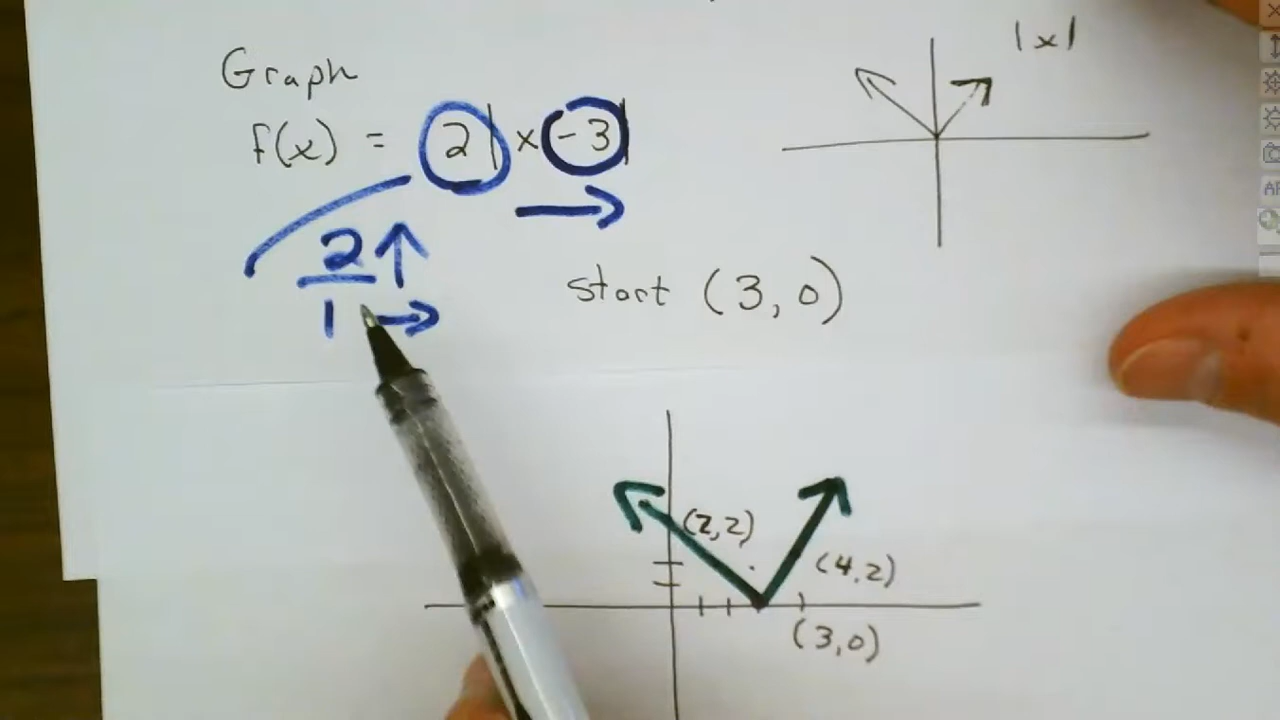 Graph
|x|
f(x) = 2|x-3|
2
1
start (3,0)
(2,2)
(4,2)
(3,0)